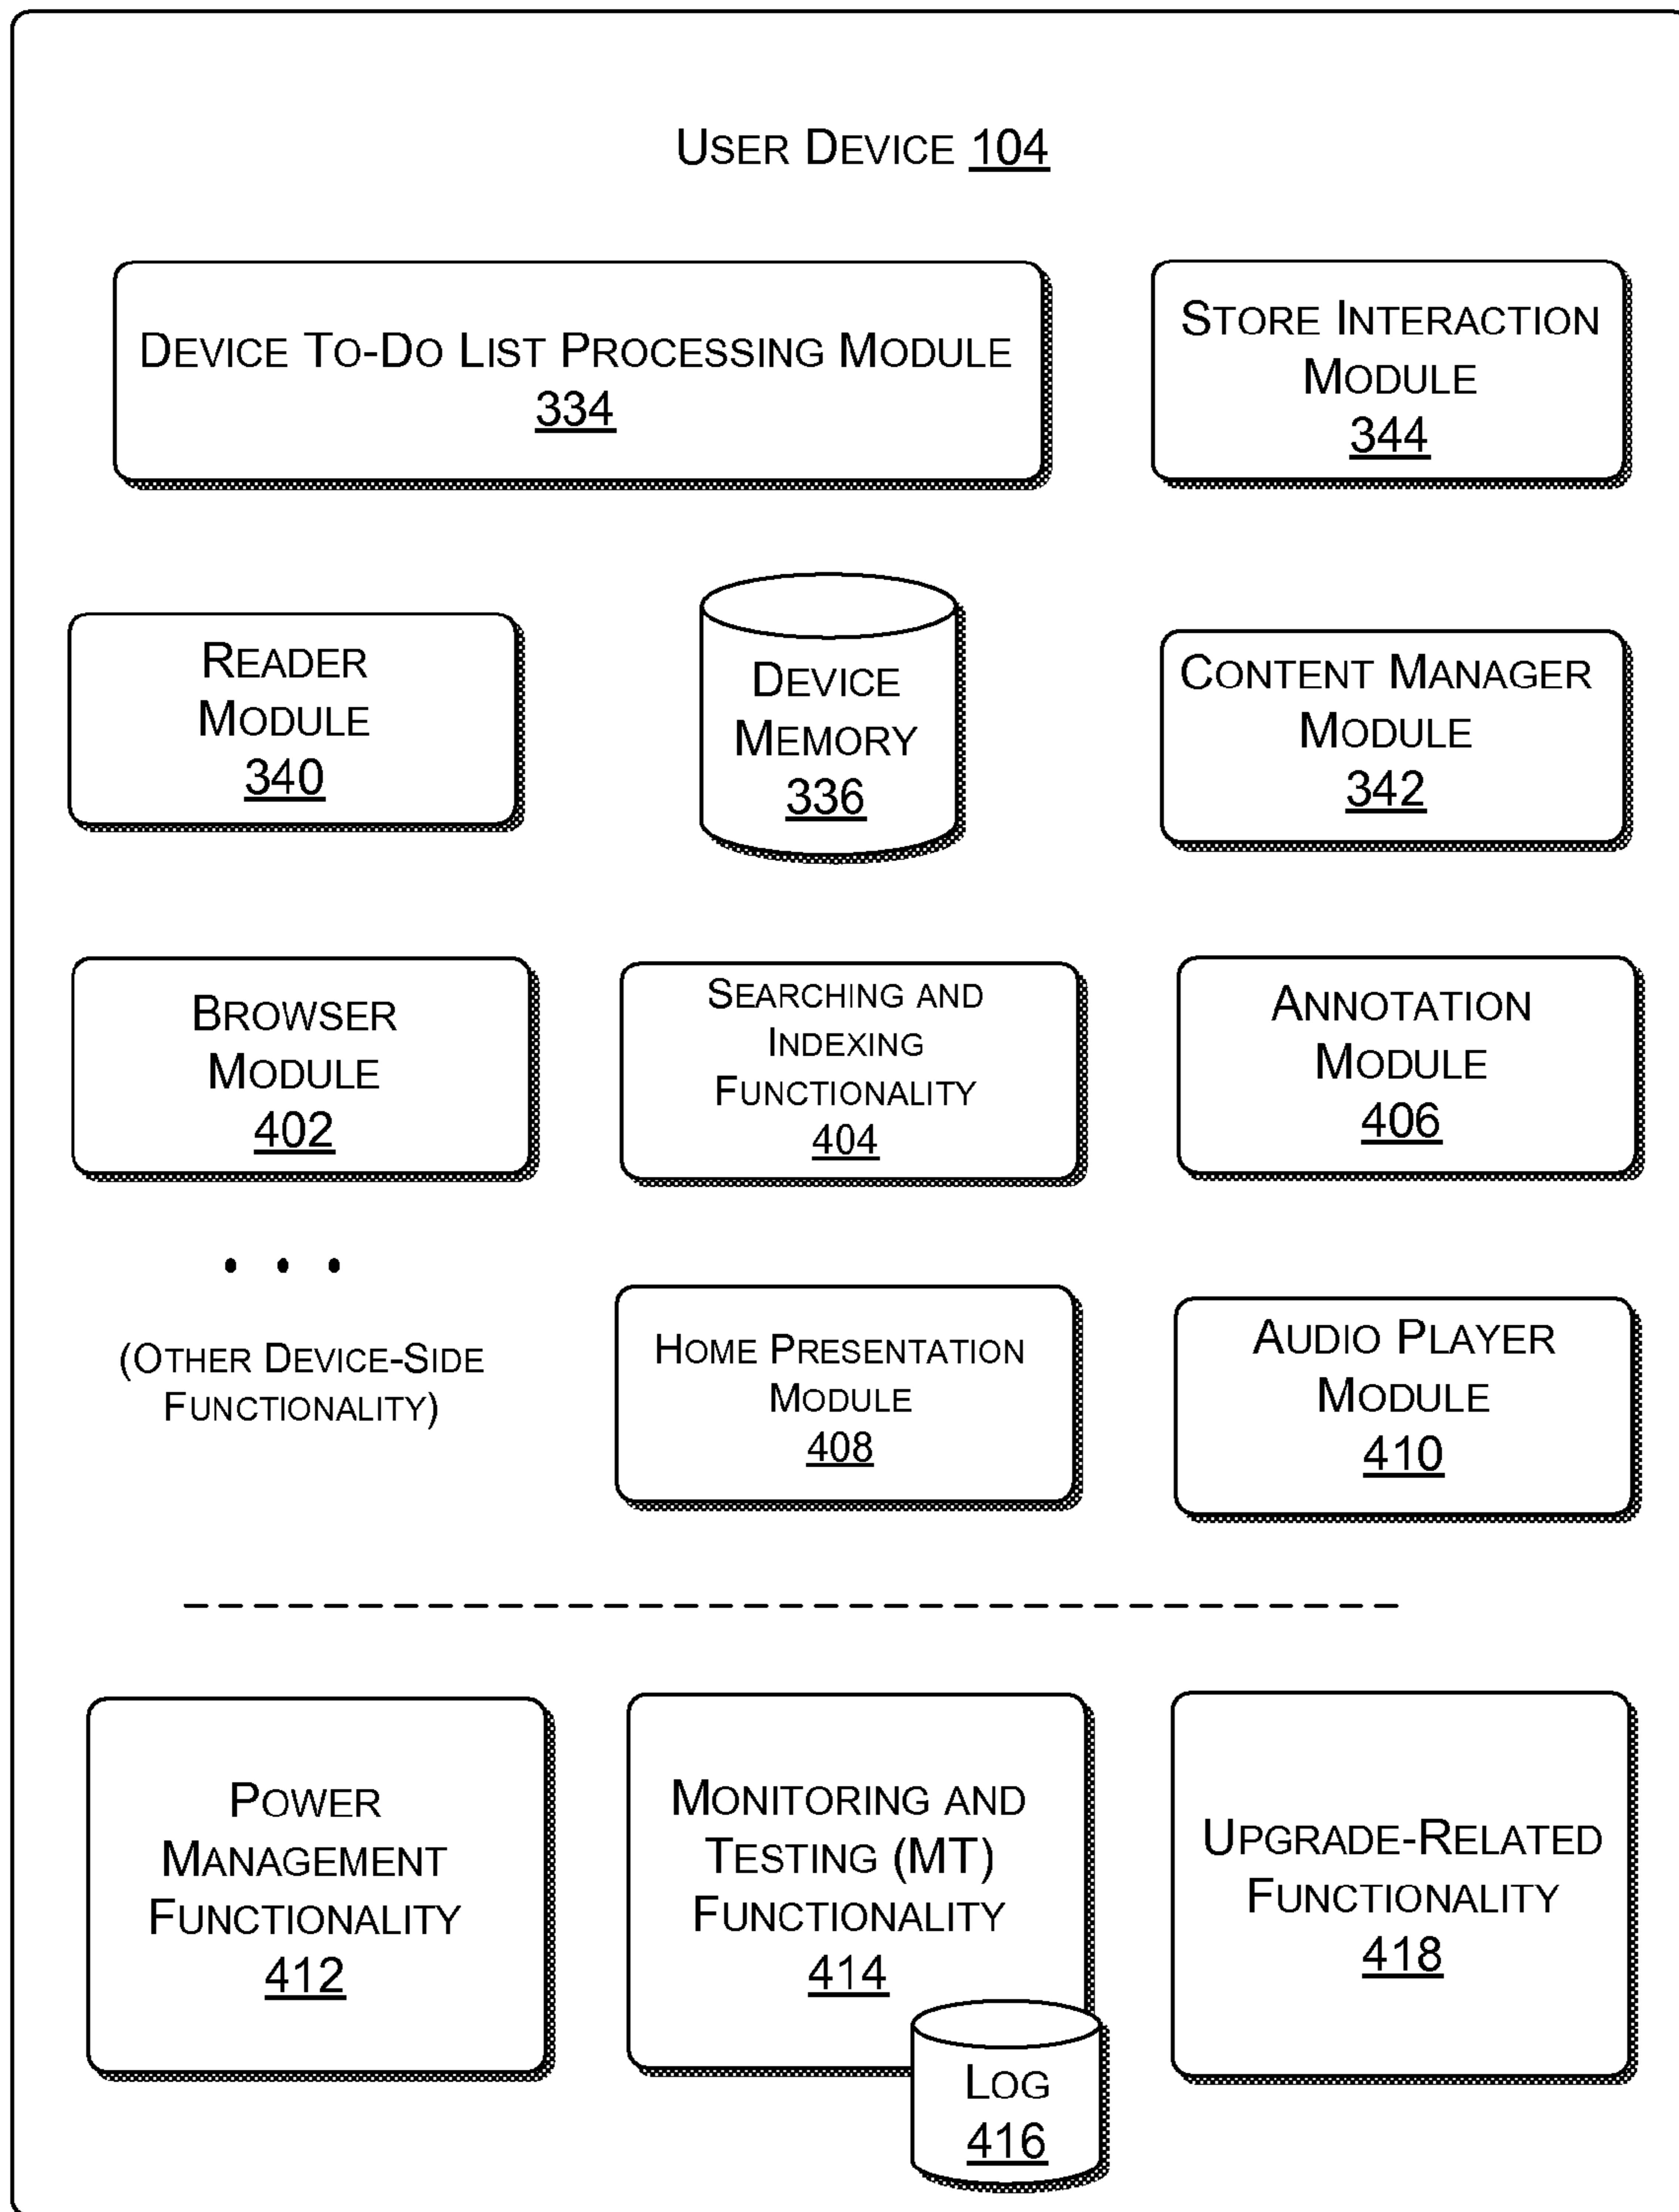 USER DEVICE 104
DEVICE TO-DO LIST PROCESSING MODULE
334
STORE INTERACTION
MODULE
344
READER
MODULE
340
DEVICE
MEMORY
336
CONTENT MANAGER
MODULE
342
BROWSER
MODULE
402
SEARCHING AND
INDEXING
FUNCTIONALITY
404
ANNOTATION
MODULE
406
• • •
(OTHER DEVICE-SIDE
FUNCTIONALITY)
HOME PRESENTATION
MODULE
408
AUDIO PLAYER
MODULE
410
POWER
MANAGEMENT
FUNCTIONALITY
412
MONITORING AND
TESTING (MT)
FUNCTIONALITY
414
LOG
416
UPGRADE-RELATED
FUNCTIONALITY
418